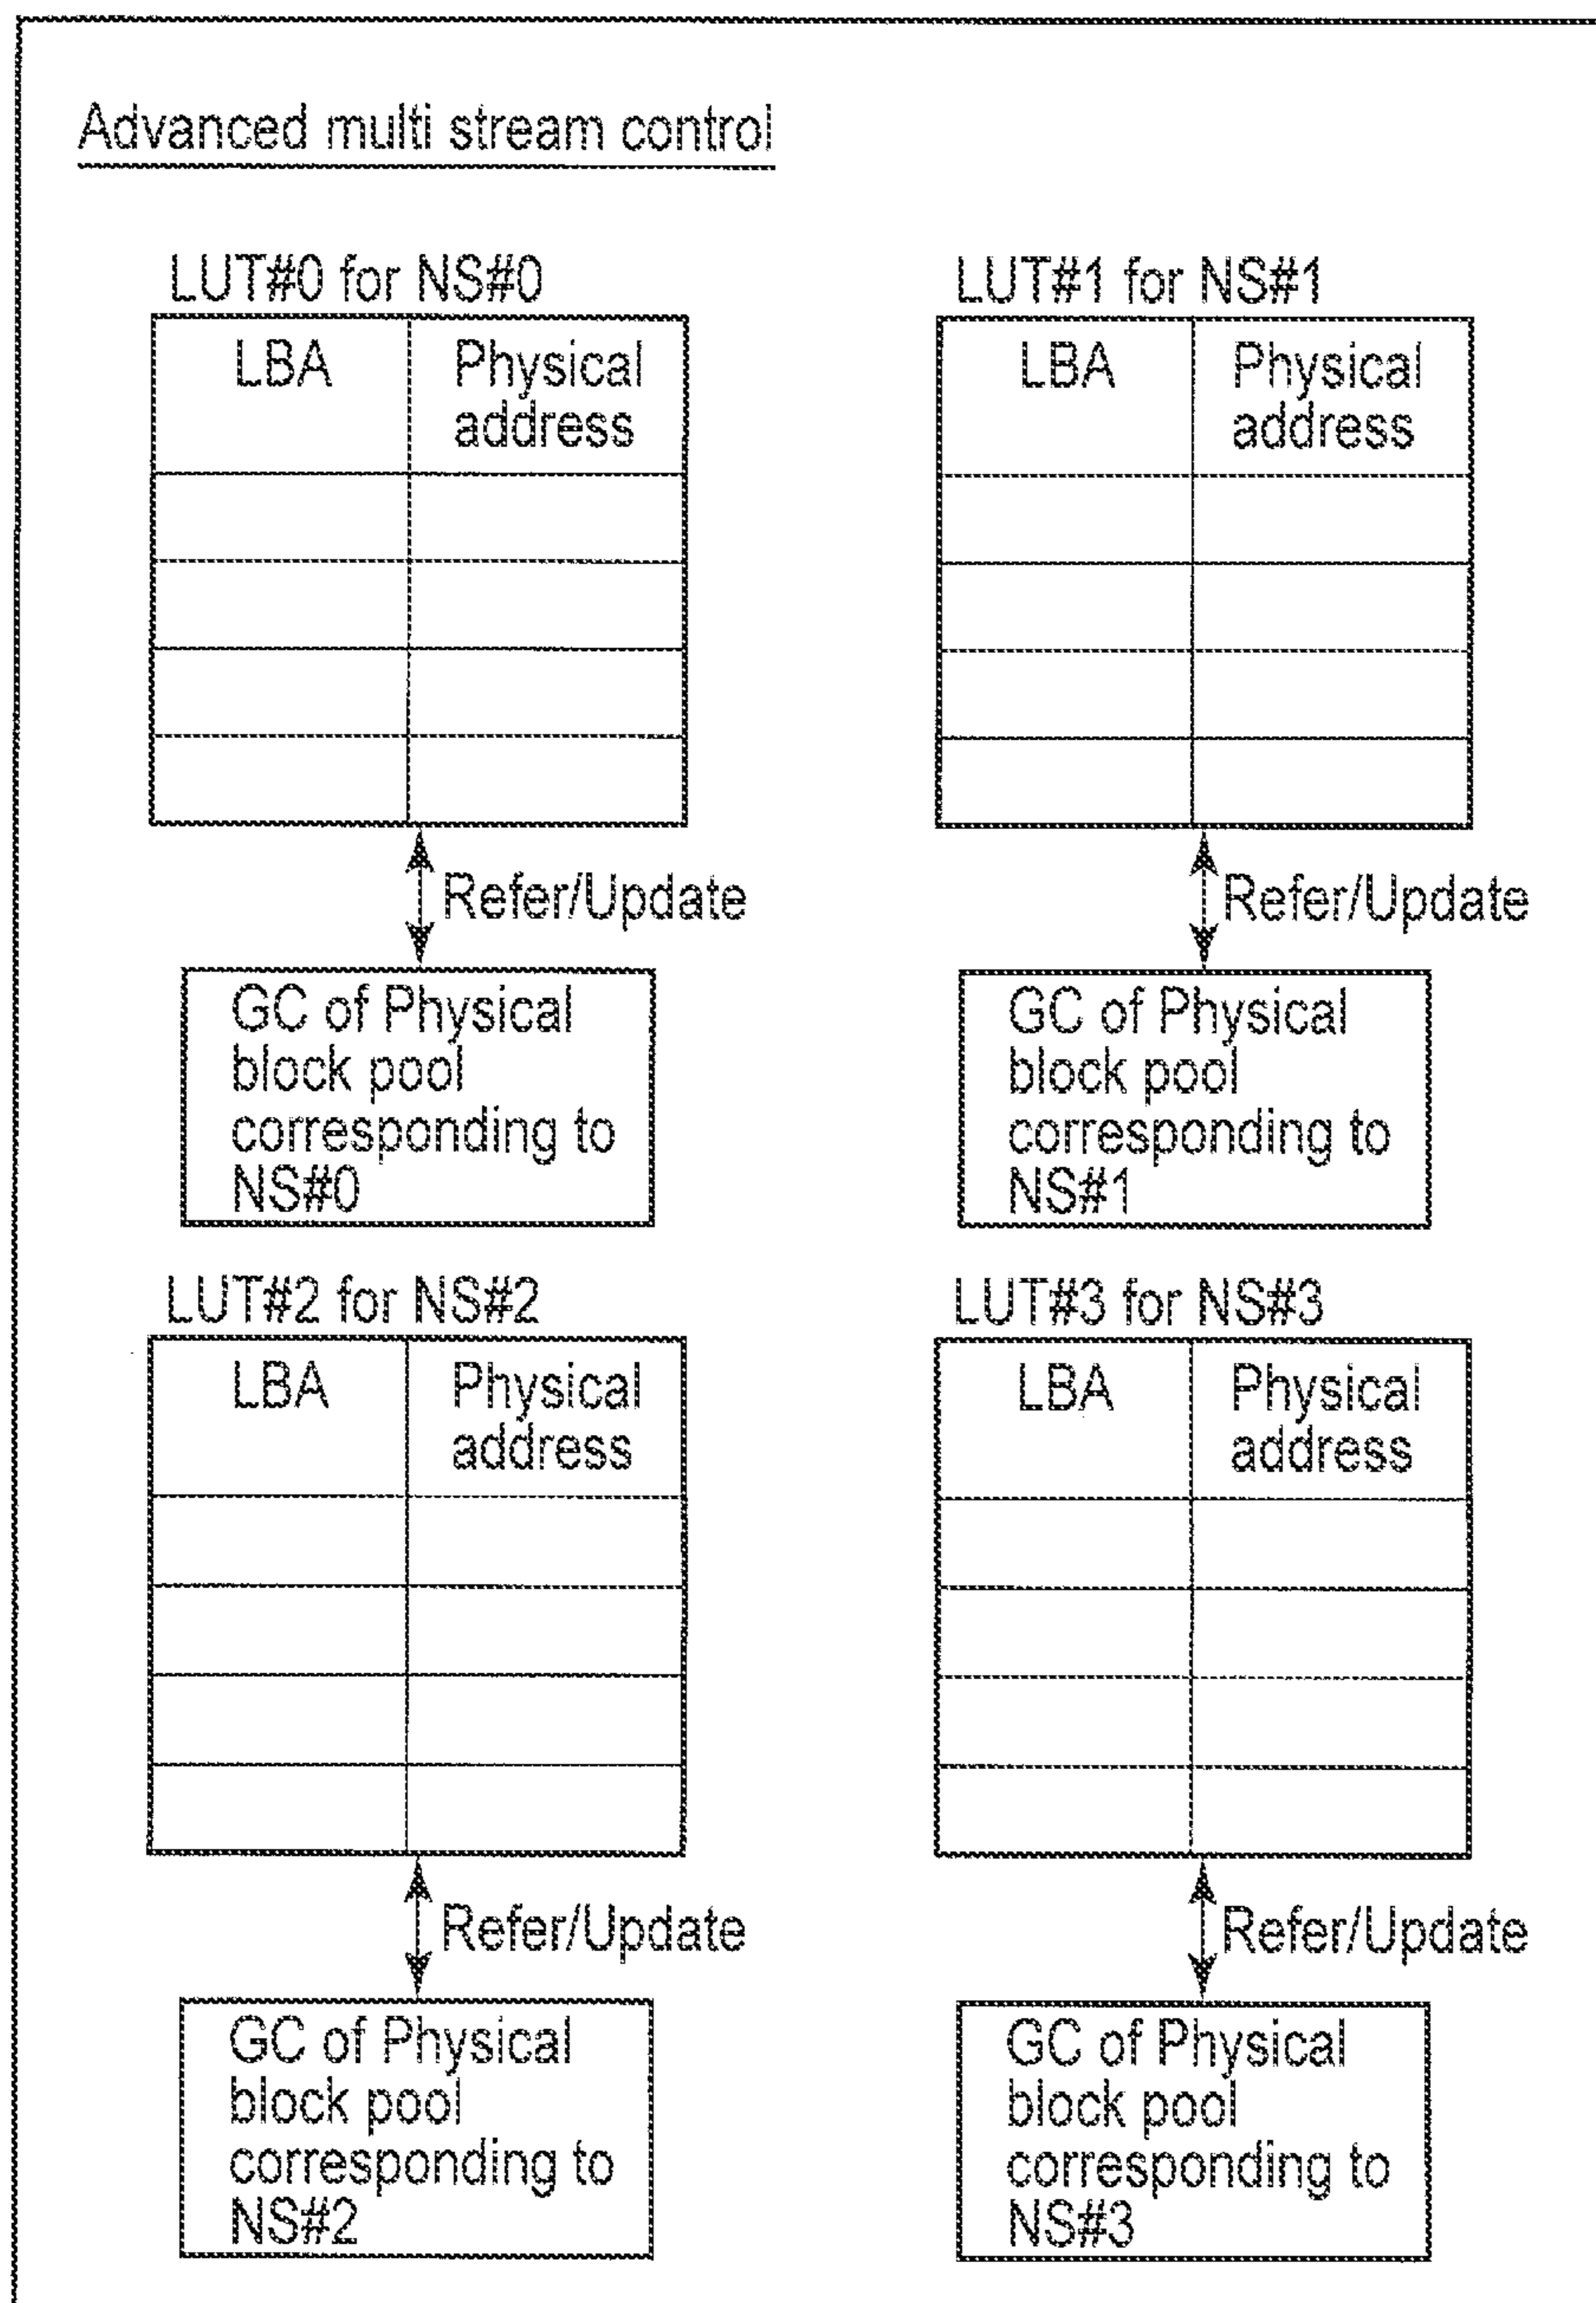 Advanced multi stream control
LUT#0 for NS#0
LBA
Physical
address
Refer/Update
GC of Physical
block pool
corresponding to
NS#0
LUT#1 for NS#1
LBA
Physical
address
Refer/Update
GC of Physical
block pool
corresponding to
NS#1
LUT#2 for NS#2
LBA
Physical
address
Refer/Update
GC of Physical
block pool
corresponding to
NS#2
LUT#3 for NS#3
LBA
Physical
address
Refer/Update
GC of Physical
block pool
corresponding to
NS#3